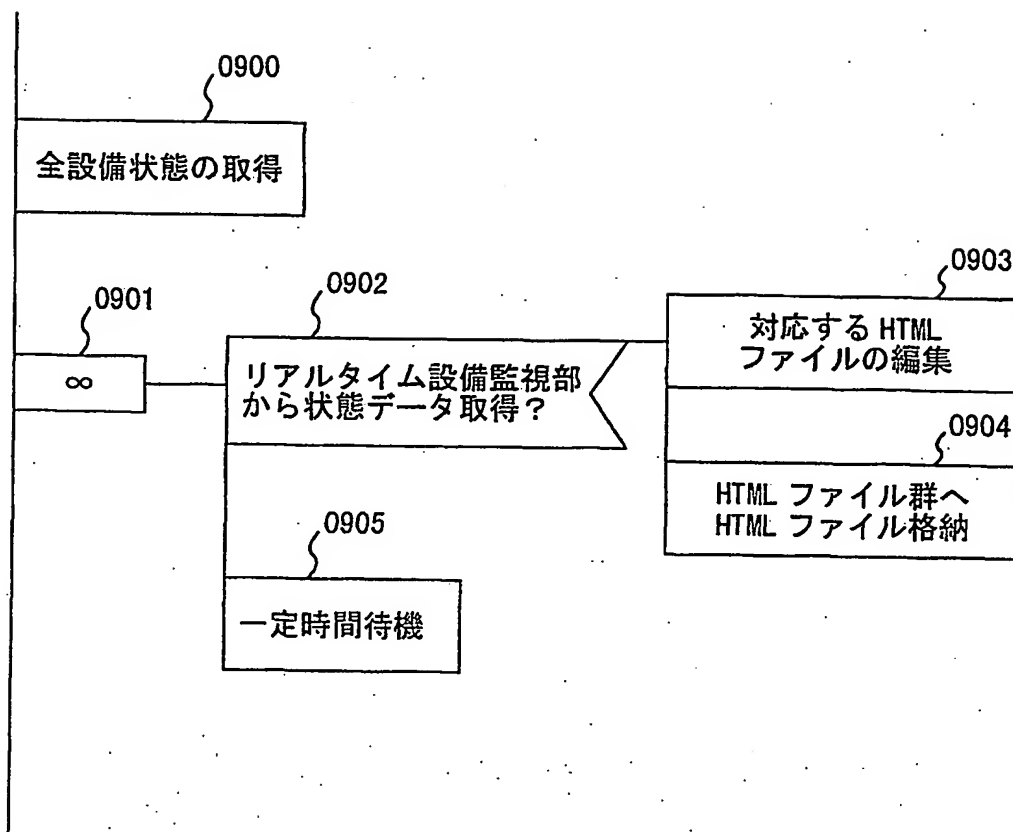 0900
全設備状態の取得
0901
∞
0902
リアルタイム設備監視部
から状態データ取得？
0903
対応する HTML
ファイルの編集
0904
HTML ファイル群へ
HTML ファイル格納
0905
一定時間待機